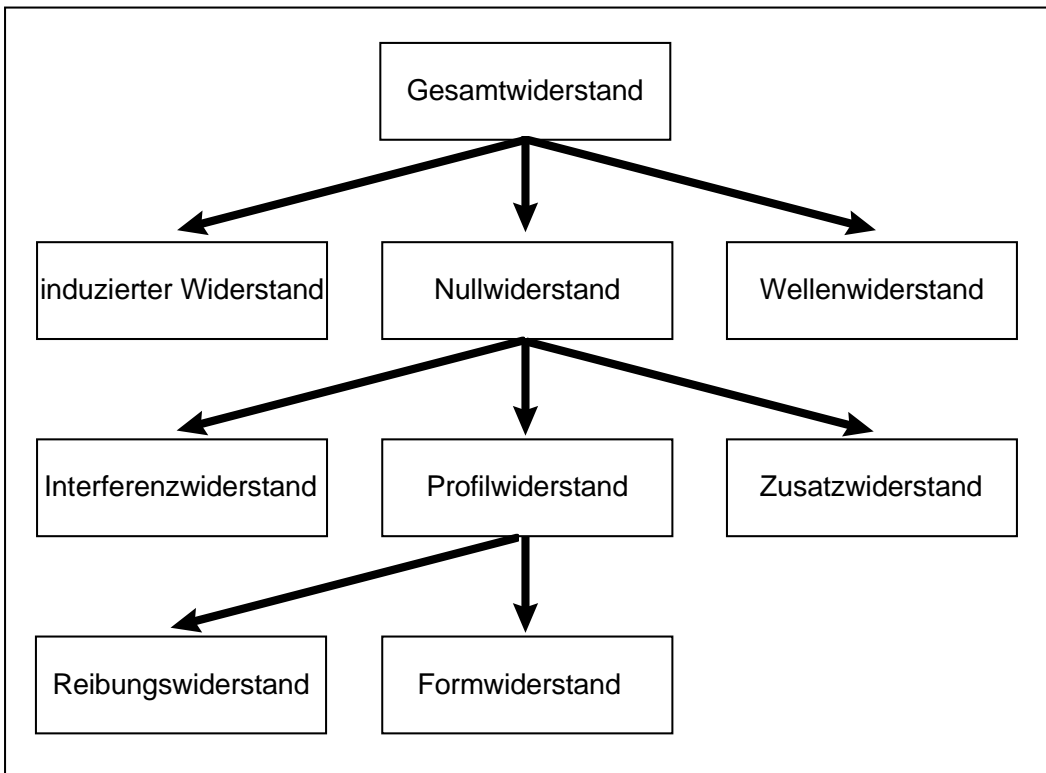 Gesamtwiderstand
induzierter Widerstand
Nullwiderstand
Wellenwiderstand
Interferenzwiderstand
Profilwiderstand
Zusatzwiderstand
Reibungswiderstand
Formwiderstand